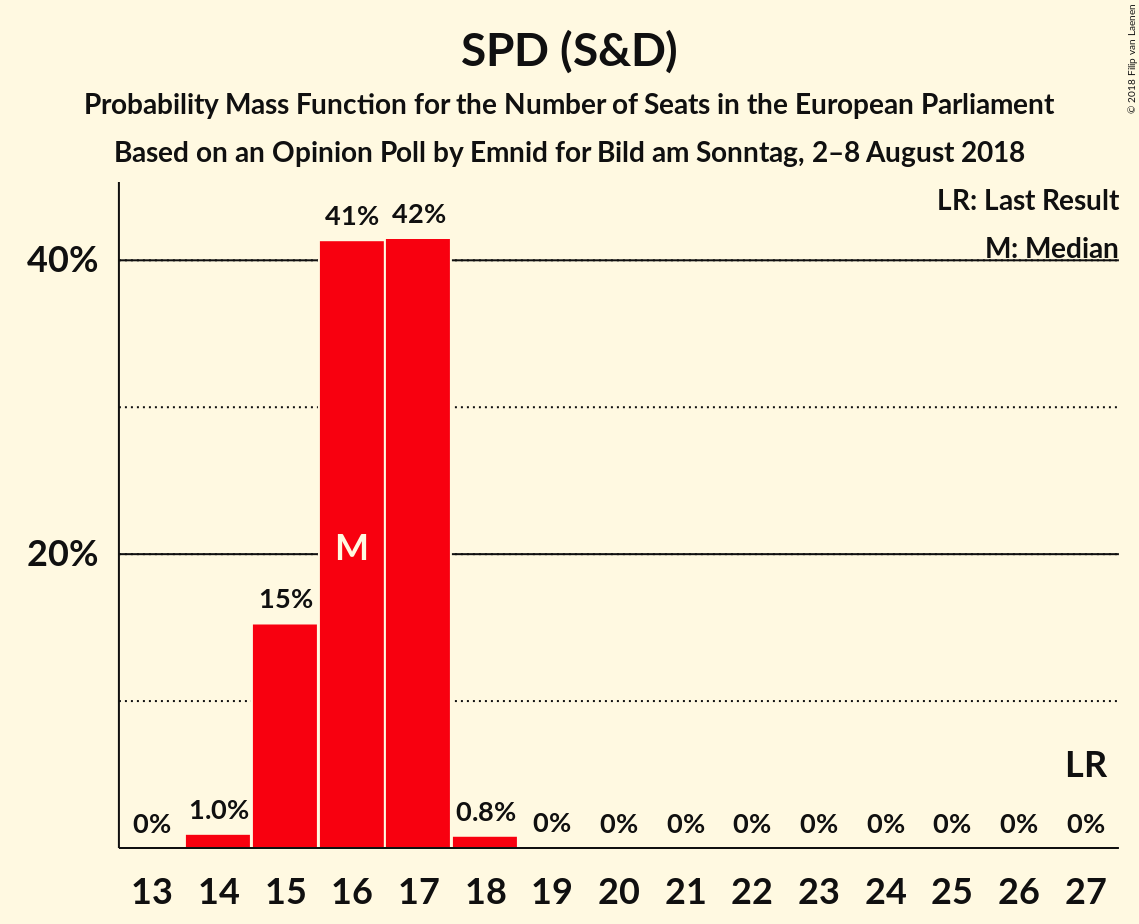 SPD (S&D)
Probability Mass Function for the Number of Seats in the European Parliament
Based on an Opinion Poll by Emnid for Bild am Sonntag, 2–8 August 2018
© 2018 Filip van Laenen
LR: Last Result
M: Median
40%
20%
0% 1.0% 15% 41% 42% 0.8% 0% 0% 0% 0% 0% 0% 0% 0% 0%
M
LR
13 14 15 16 17 18 19 20 21 22 23 24 25 26 27